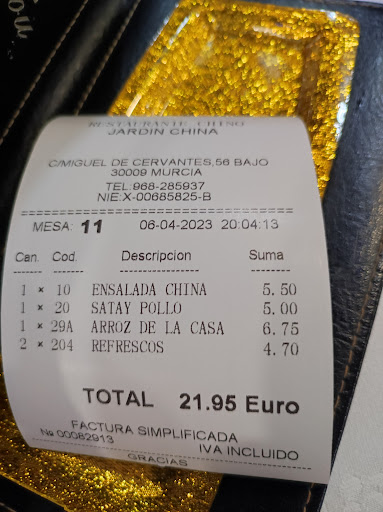 RESTAURANTE CHINO
JARDIN CHINA
C/MIGUEL DE CERVANTES,56 BAJO
30009 MURCIA
TEL:968-285937
NIE:X-00685825-B
MESA: 11 06-04-2023 20:04:13
Can. Cod. Descripcion Suma
1 × 10 ENSALADA CHINA 5.50
1 × 20 SATAY POLLO 5.00
1 × 29A ARROZ DE LA CASA 6.75
2 × 204 REFRESCOS 4.70
TOTAL 21.95 Euro
FACTURA SIMPLIFICADA
Nº 00082913 IVA INCLUIDO
GRACIAS